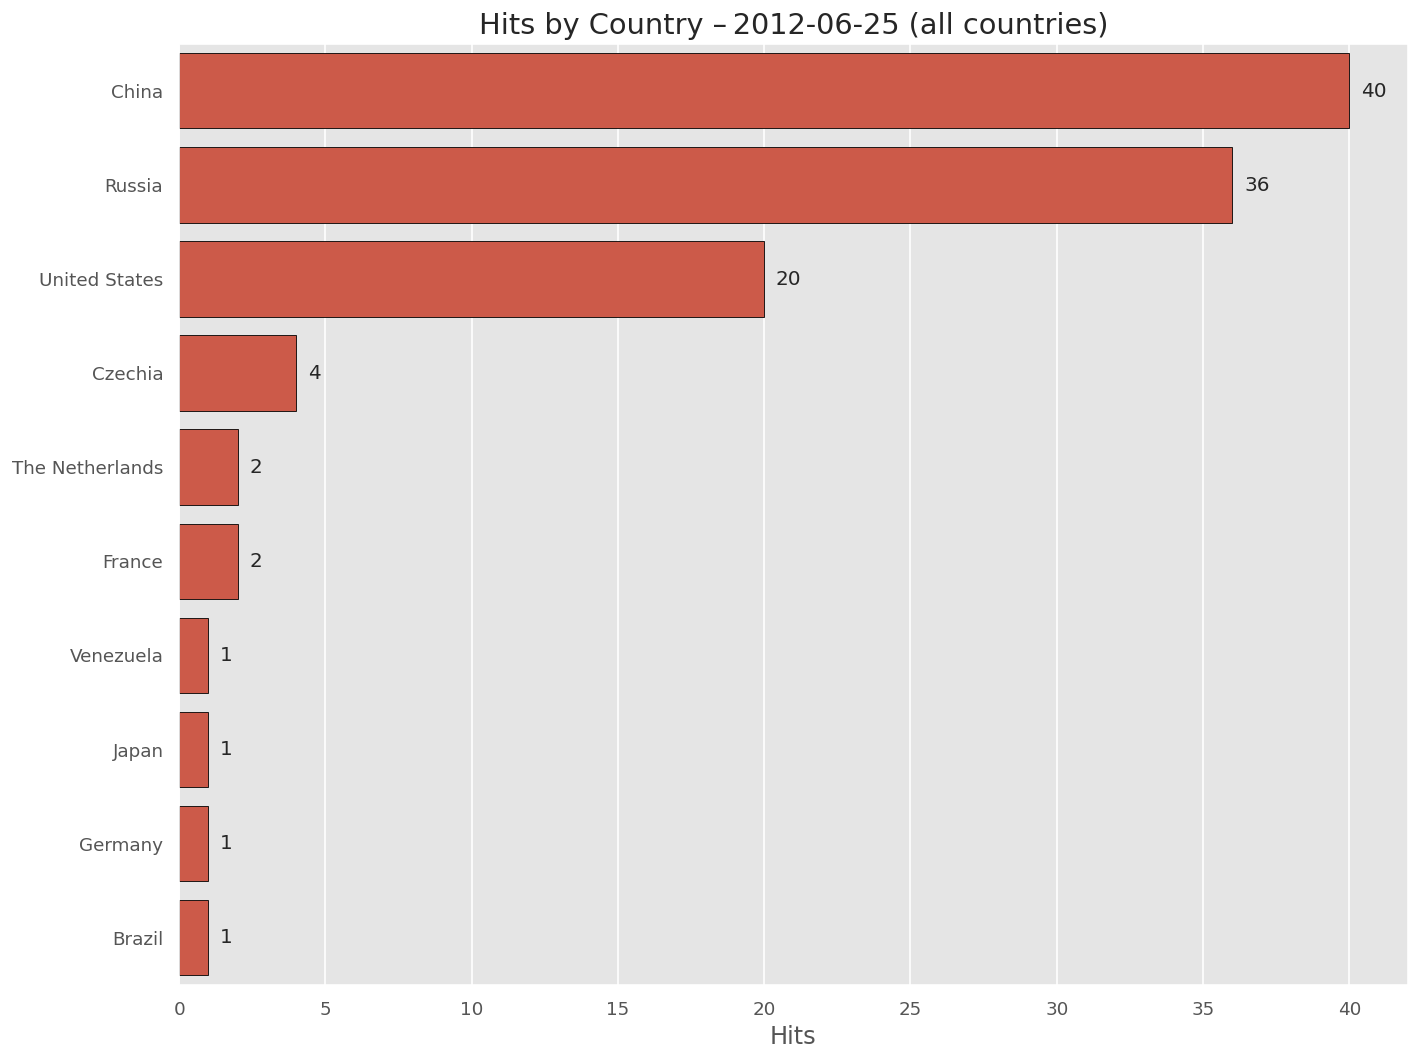 Hits by Country – 2012-06-25 (all countries)
China 40
Russia 36
United States 20
Czechia 4
The Netherlands 2
France 2
Venezuela 1
Japan 1
Germany 1
Brazil 1
0 5 10 15 20 25 30 35 40
Hits